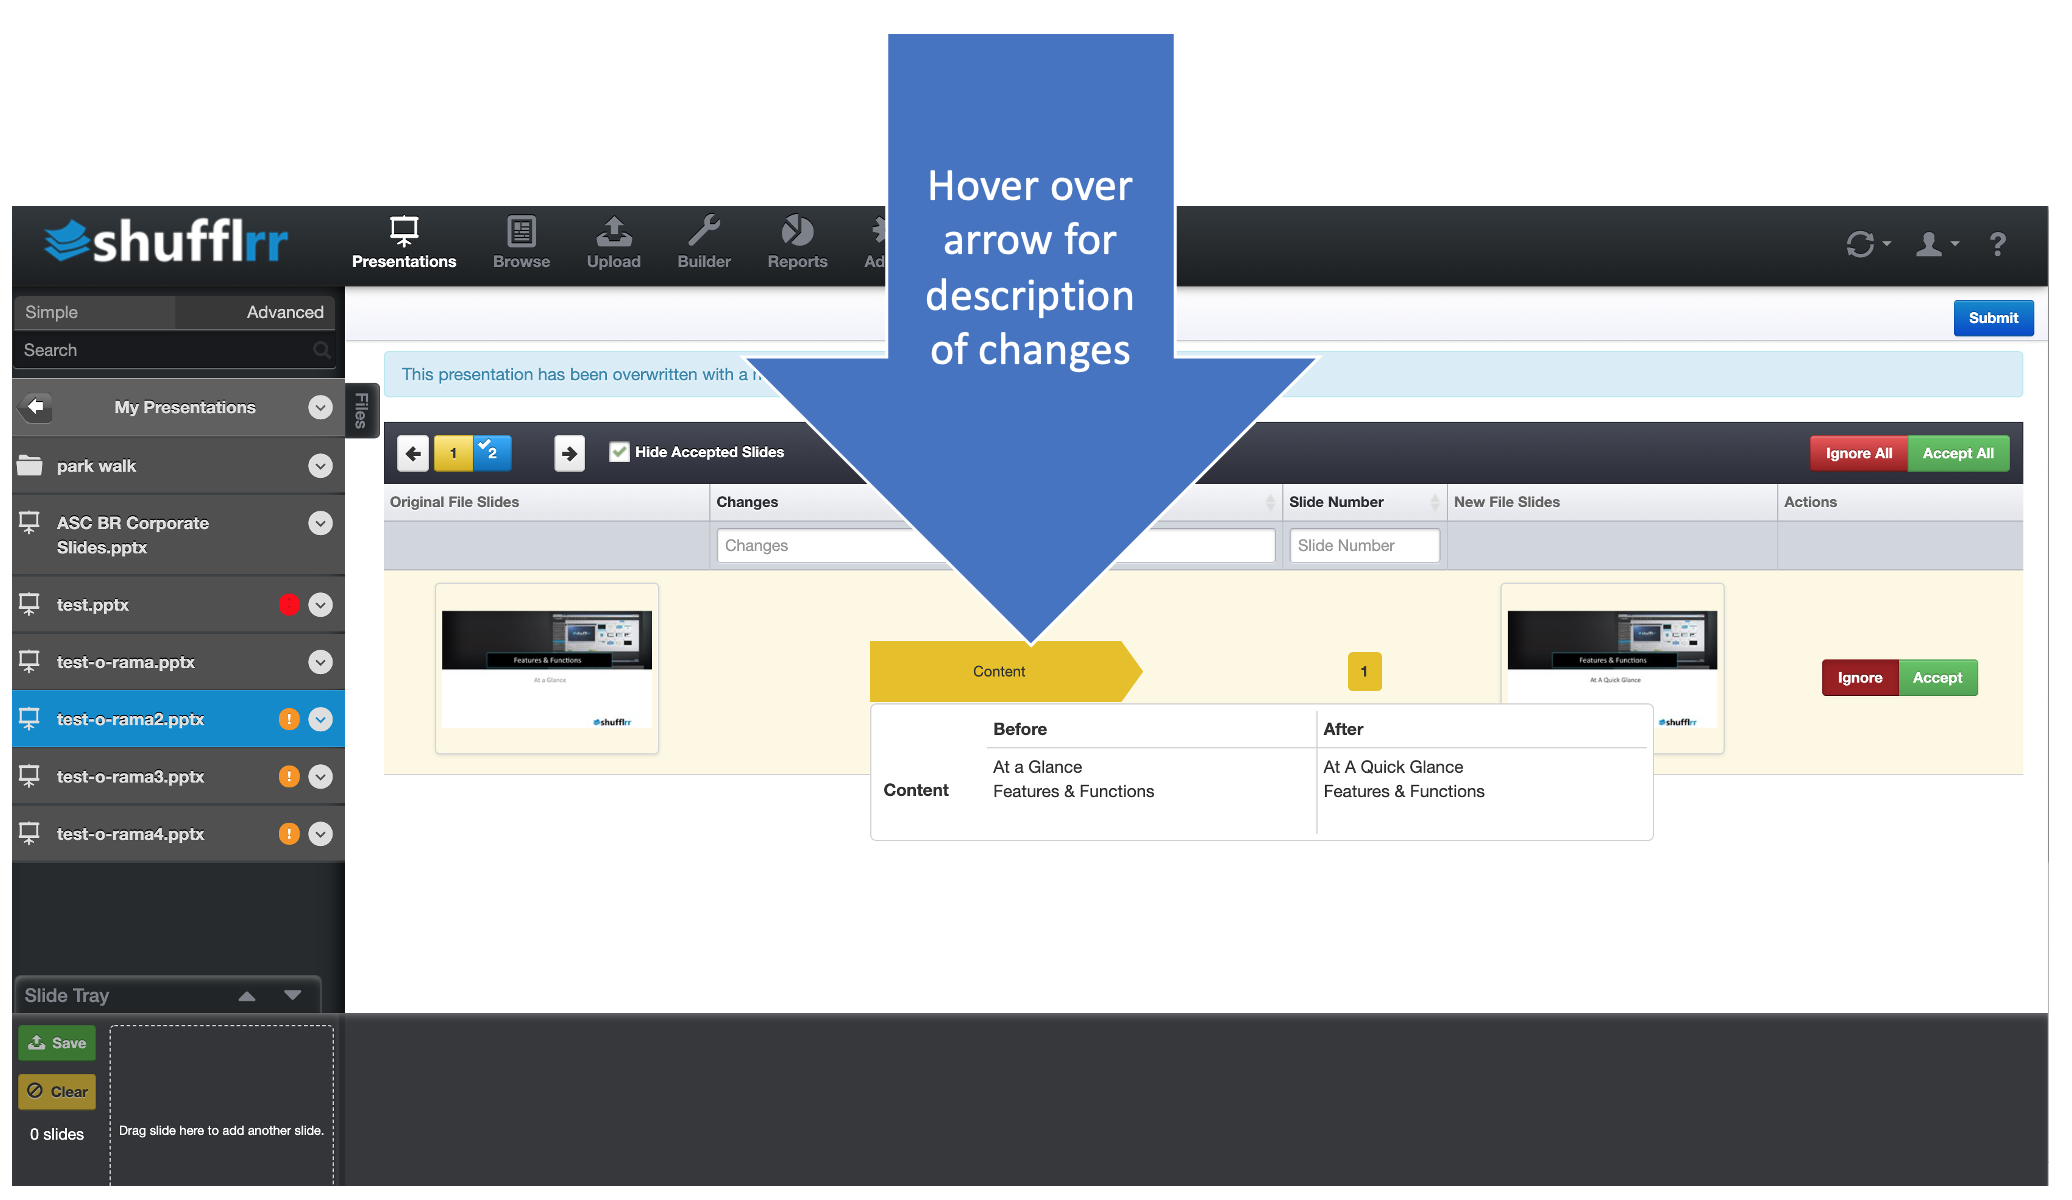 Hover over
arrow for
description
of changes
shufflrr
Presentations
Browse
Upload
Builder
Reports
Ad
?
Simple
Advanced
Search
Submit
This presentation has been overwritten with a n
My Presentations
Files
park walk
ASC BR Corporate
Slides.pptx
test.pptx
test-o-rama.pptx
test-o-rama2.pptx
!
test-o-rama3.pptx
!
test-o-rama4.pptx
!
1
2
Hide Accepted Slides
Ignore All
Accept All
Original File Slides
Changes
Slide Number
New File Slides
Actions
Changes
Slide Number
Features & Functions
At a Glance
shufflrr
Content
1
Features & Functions
At A Quick Glance
shufflrr
Ignore
Accept
Before
After
Content
At a Glance
Features & Functions
At A Quick Glance
Features & Functions
Slide Tray
Save
Clear
0 slides
Drag slide here to add another slide.